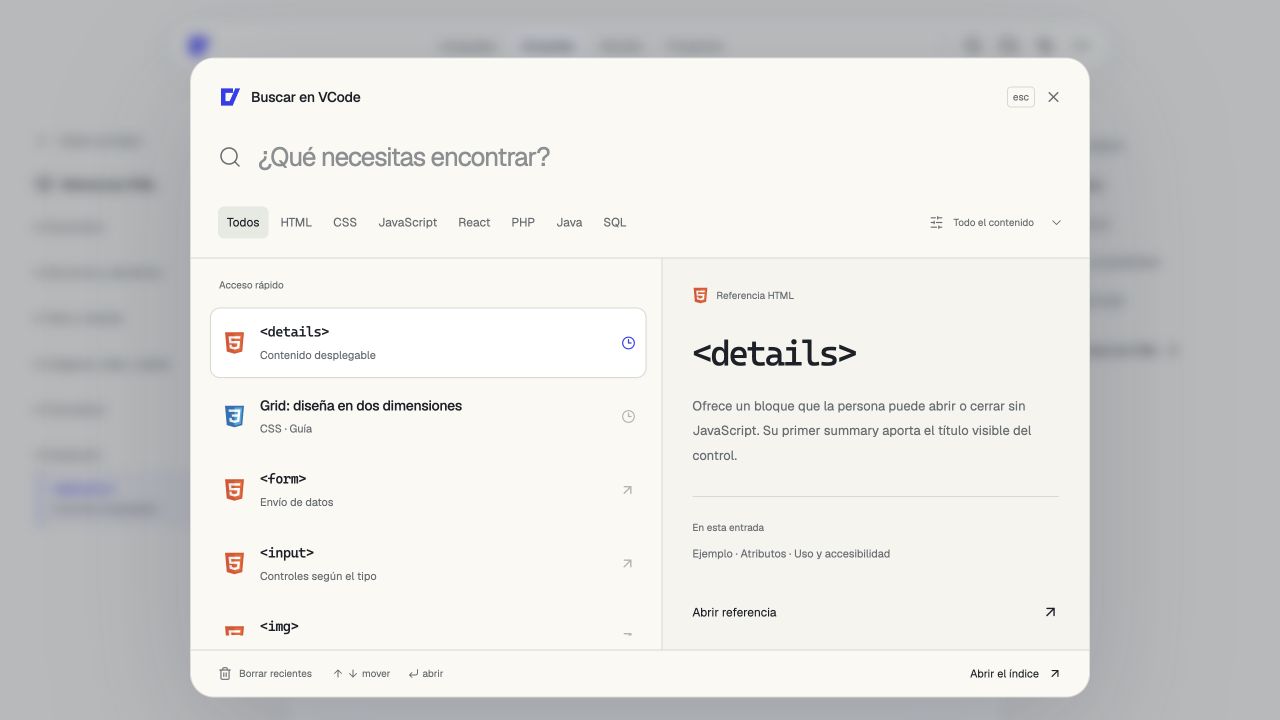 Buscar en VCode
esc
¿Qué necesitas encontrar?
Todos HTML CSS JavaScript React PHP Java SQL
Todo el contenido
Acceso rápido
<details>
Contenido desplegable
Grid: diseña en dos dimensiones
CSS · Guía
<form>
Envío de datos
<input>
Controles según el tipo
<img>
Referencia HTML
<details>
Ofrece un bloque que la persona puede abrir o cerrar sin
JavaScript. Su primer summary aporta el título visible del
control.
En esta entrada
Ejemplo · Atributos · Uso y accesibilidad
Abrir referencia
Borrar recientes ↑ ↓ mover ↵ abrir
Abrir el índice